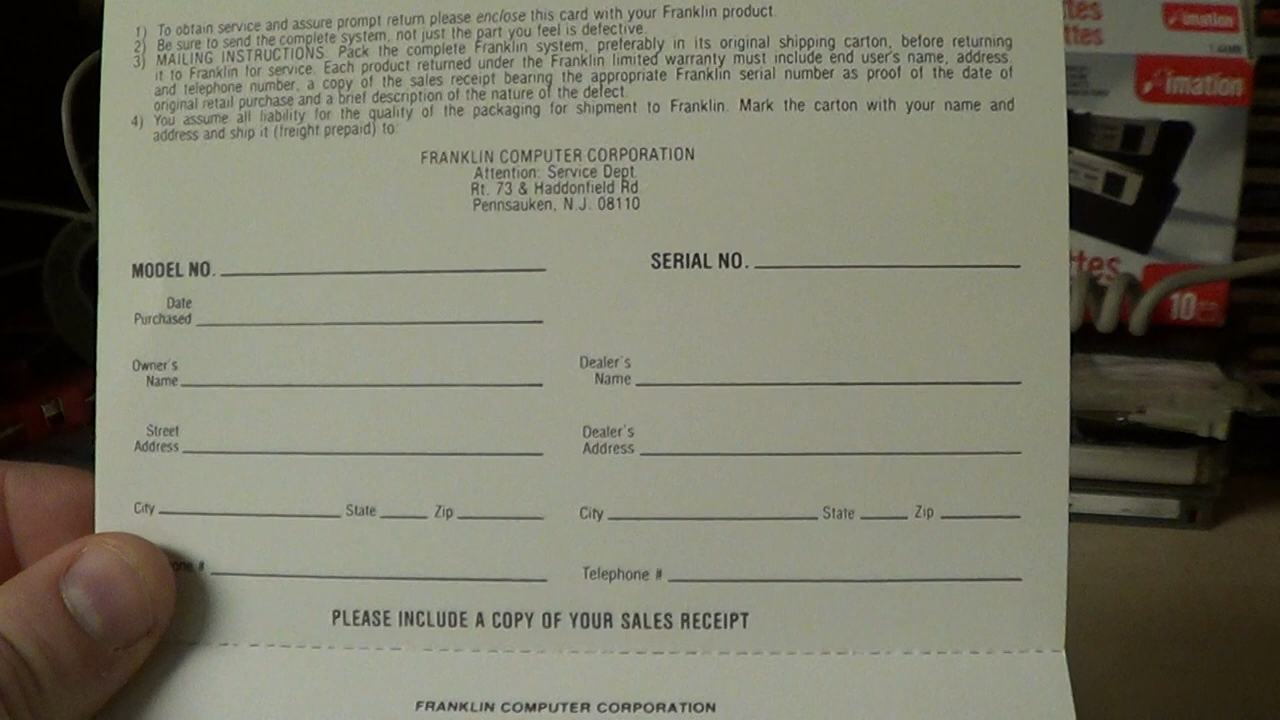 1) To obtain service and assure prompt return please enclose this card with your Franklin product.
2) Be sure to send the complete system, not just the part you feel is defective.
3) MAILING INSTRUCTIONS. Pack the complete Franklin system, preferably in its original shipping carton, before returning
it to Franklin for service. Each product returned under the Franklin limited warranty must include end user's name, address,
and telephone number, a copy of the sales receipt bearing the appropriate Franklin serial number as proof of the date of
original retail purchase and a brief description of the nature of the defect.
4) You assume all liability for the quality of the packaging for shipment to Franklin. Mark the carton with your name and
address and ship it (freight prepaid) to:
FRANKLIN COMPUTER CORPORATION
Attention: Service Dept.
Rt. 73 & Haddonfield Rd.
Pennsauken, N.J. 08110
MODEL NO. SERIAL NO.
Date
Purchased
Owner's
Name
Dealer's
Name
Street
Address
Dealer's
Address
City State Zip City State Zip
one # Telephone #
PLEASE INCLUDE A COPY OF YOUR SALES RECEIPT
FRANKLIN COMPUTER CORPORATION
ttes
imation
imation
ttes
10